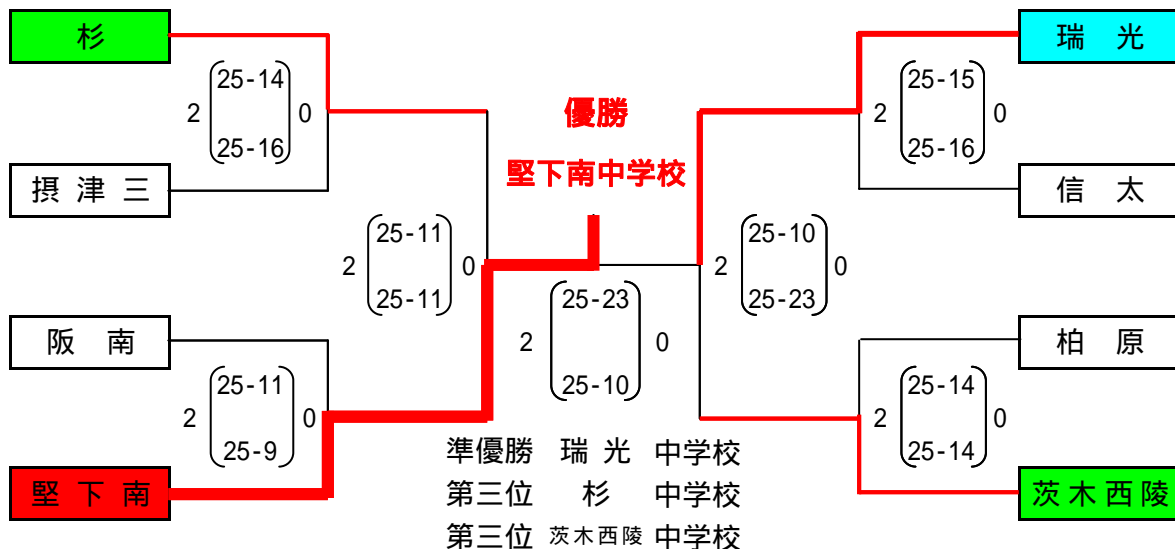 杉 瑞 光
25-14 25-15
2 0 優勝 2 0
25-16 堅下南中学校 25-16
摂 津 三 信 太
25-11 25-10
2 0 2 0
25-11 25-23 25-23
阪 南 2 0 柏 原
25-11 25-10 25-14
2 0 2 0
25-9 準優勝 瑞 光 中学校 25-14
堅 下 南 第三位 杉 中学校 茨木西陵
第三位 茨木西陵 中学校